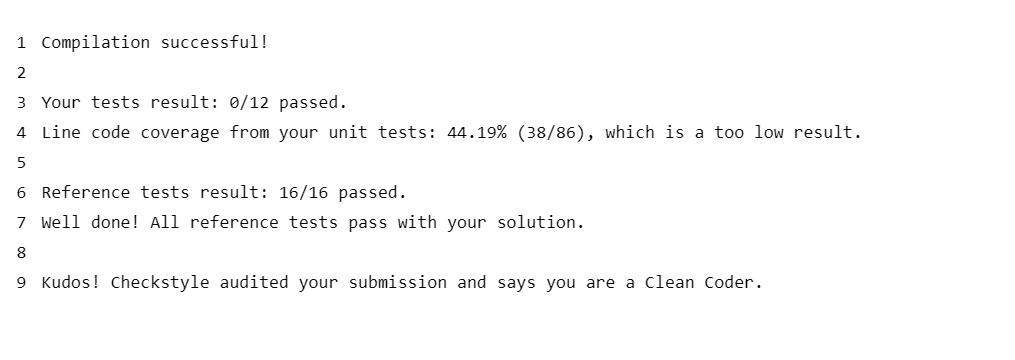 1 Compilation successful!
2
3 Your tests result: 0/12 passed.
4 Line code coverage from your unit tests: 44.19% (38/86), which is a too low result.
5
6 Reference tests result: 16/16 passed.
7 Well done! All reference tests pass with your solution.
8
9 Kudos! Checkstyle audited your submission and says you are a Clean Coder.